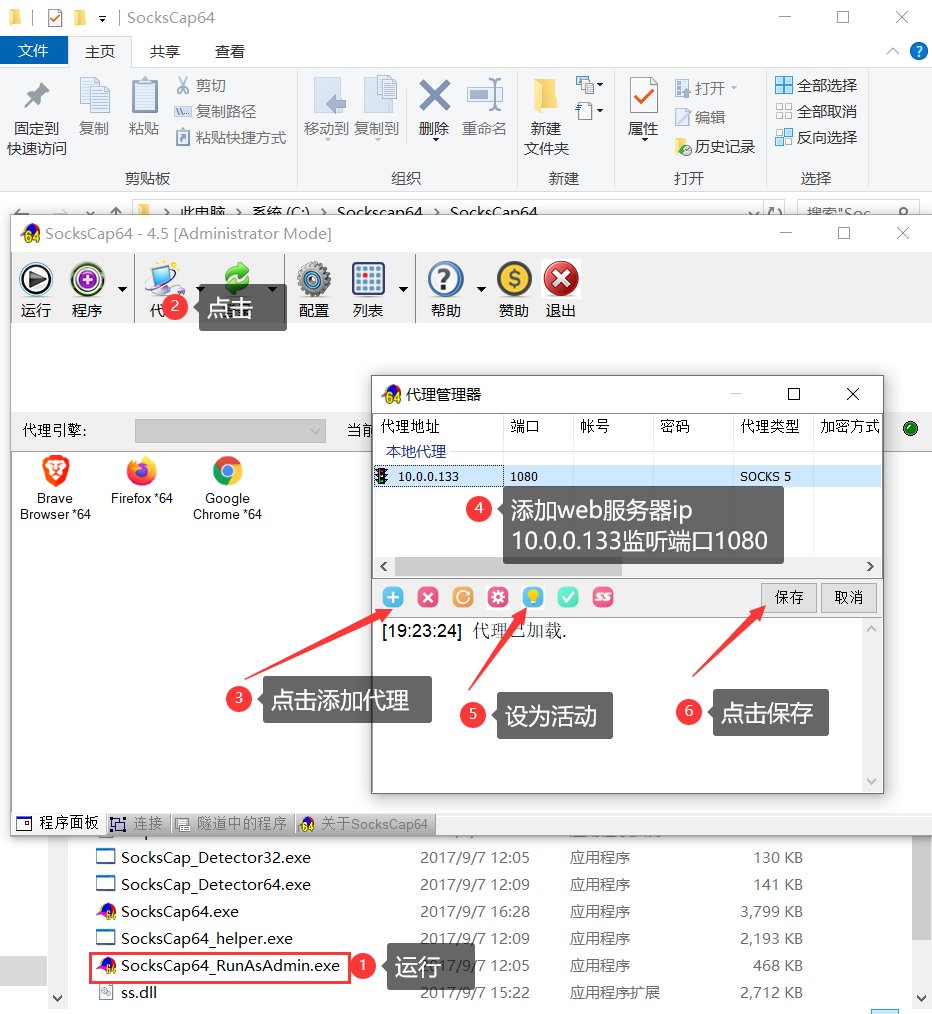 SocksCap64
文件 主页 共享 查看
固定到
快速访问
复制
粘贴
剪切
复制路径
粘贴快捷方式
移动到 复制到
删除 重命名
新建
文件夹
属性
打开
编辑
历史记录
全部选择
全部取消
反向选择
剪贴板 组织 新建 打开 选择
此电脑 系统 (C:) Sockscap64 SocksCap64
搜索"Soc
SocksCap64 - 4.5 [Administrator Mode]
运行 程序 代 配置 列表 帮助 赞助 退出
2 点击
代理引擎: 当前
Brave
Browser *64
Firefox *64
Google
Chrome *64
代理管理器
代理地址 端口 帐号 密码 代理类型 加密方式
本地代理
10.0.0.133 1080 SOCKS 5
4 添加web服务器ip
10.0.0.133监听端口1080
SS
保存 取消
[19:23:24] 代理已加载.
3 点击添加代理
5 设为活动
6 点击保存
程序面板 连接 隧道中的程序 关于SocksCap64
SocksCap_Detector32.exe 2017/9/7 12:05 应用程序 130 KB
SocksCap_Detector64.exe 2017/9/7 12:09 应用程序 141 KB
SocksCap64.exe 2017/9/7 16:28 应用程序 3,799 KB
SocksCap64_helper.exe 2017/9/7 12:09 应用程序 2,193 KB
SocksCap64_RunAsAdmin.exe 1 运行 2017/9/7 12:05 应用程序 468 KB
ss.dll 2017/9/7 15:22 应用程序扩展 2,712 KB